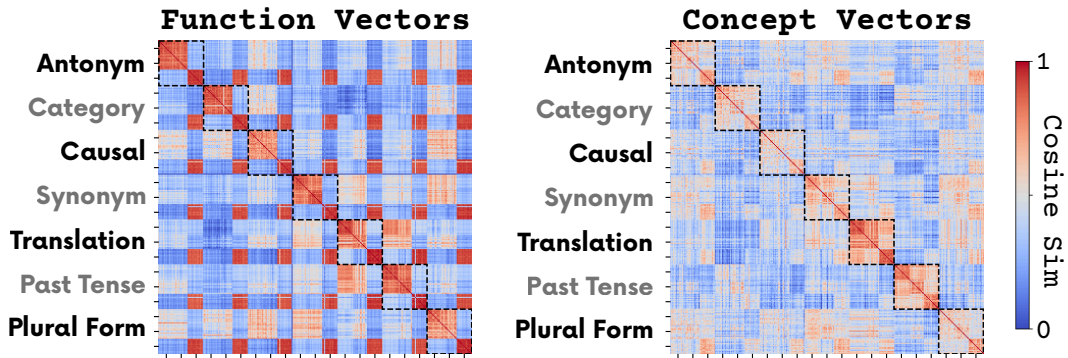 Function Vectors
Concept Vectors
Antonym
Category
Causal
Synonym
Translation
Past Tense
Plural Form
Antonym
Category
Causal
Synonym
Translation
Past Tense
Plural Form
1
Cosine Sim
0